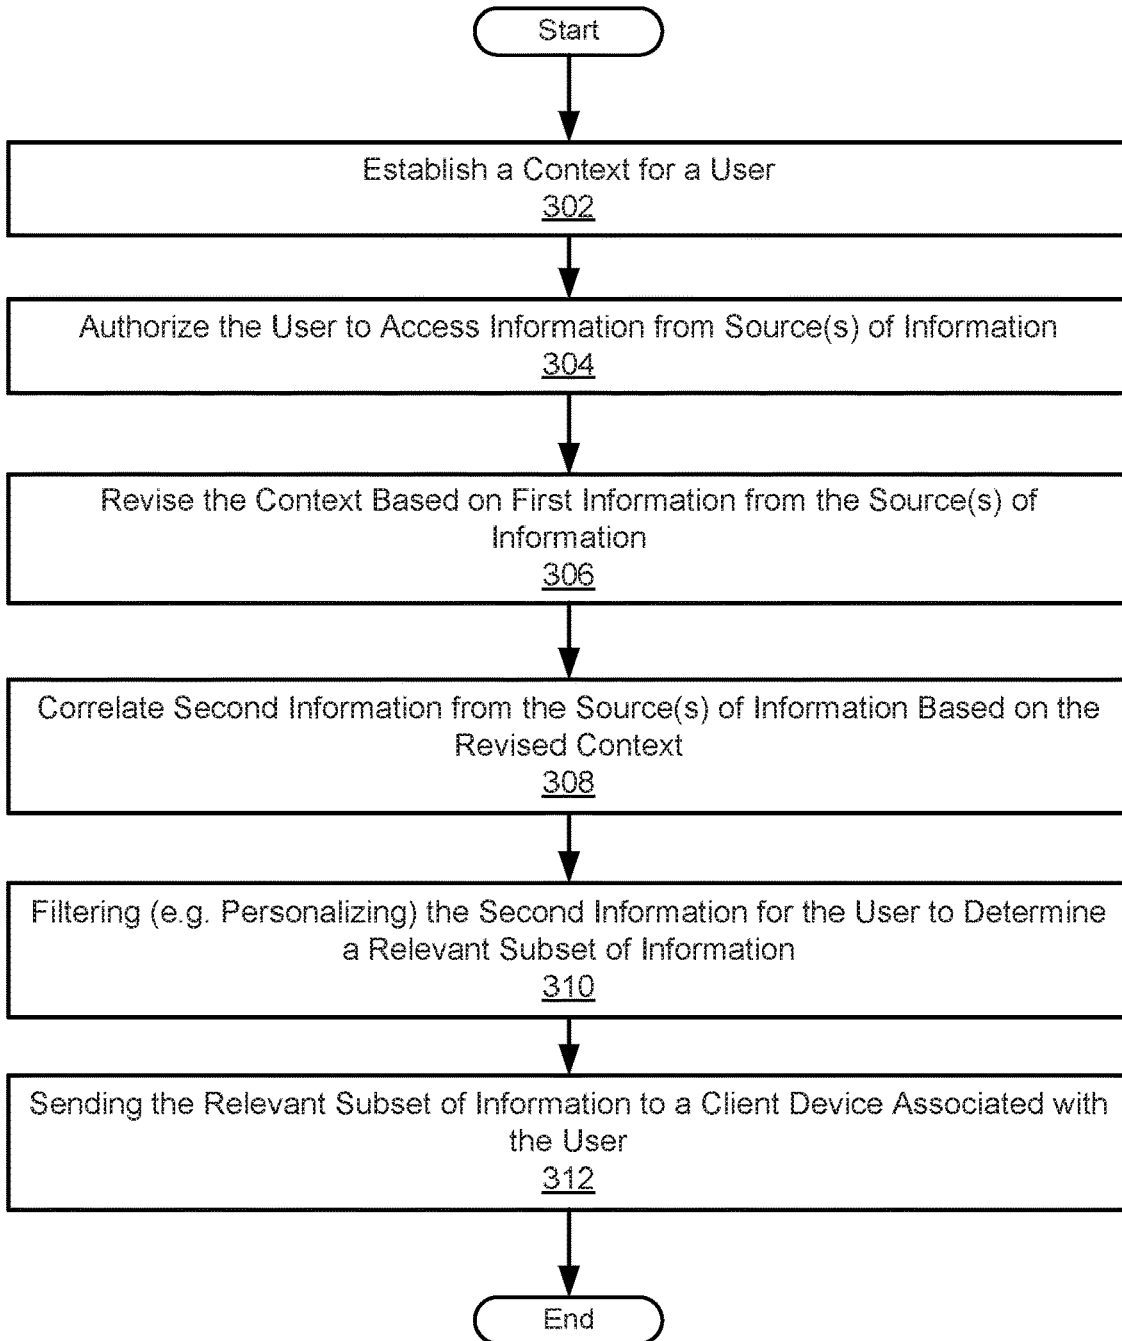 Start
Establish a Context for a User
302
Authorize the User to Access Information from Source(s) of Information
304
Revise the Context Based on First Information from the Source(s) of
Information
306
Correlate Second Information from the Source(s) of Information Based on the
Revised Context
308
Filtering (e.g. Personalizing) the Second Information for the User to Determine
a Relevant Subset of Information
310
Sending the Relevant Subset of Information to a Client Device Associated with
the User
312
End